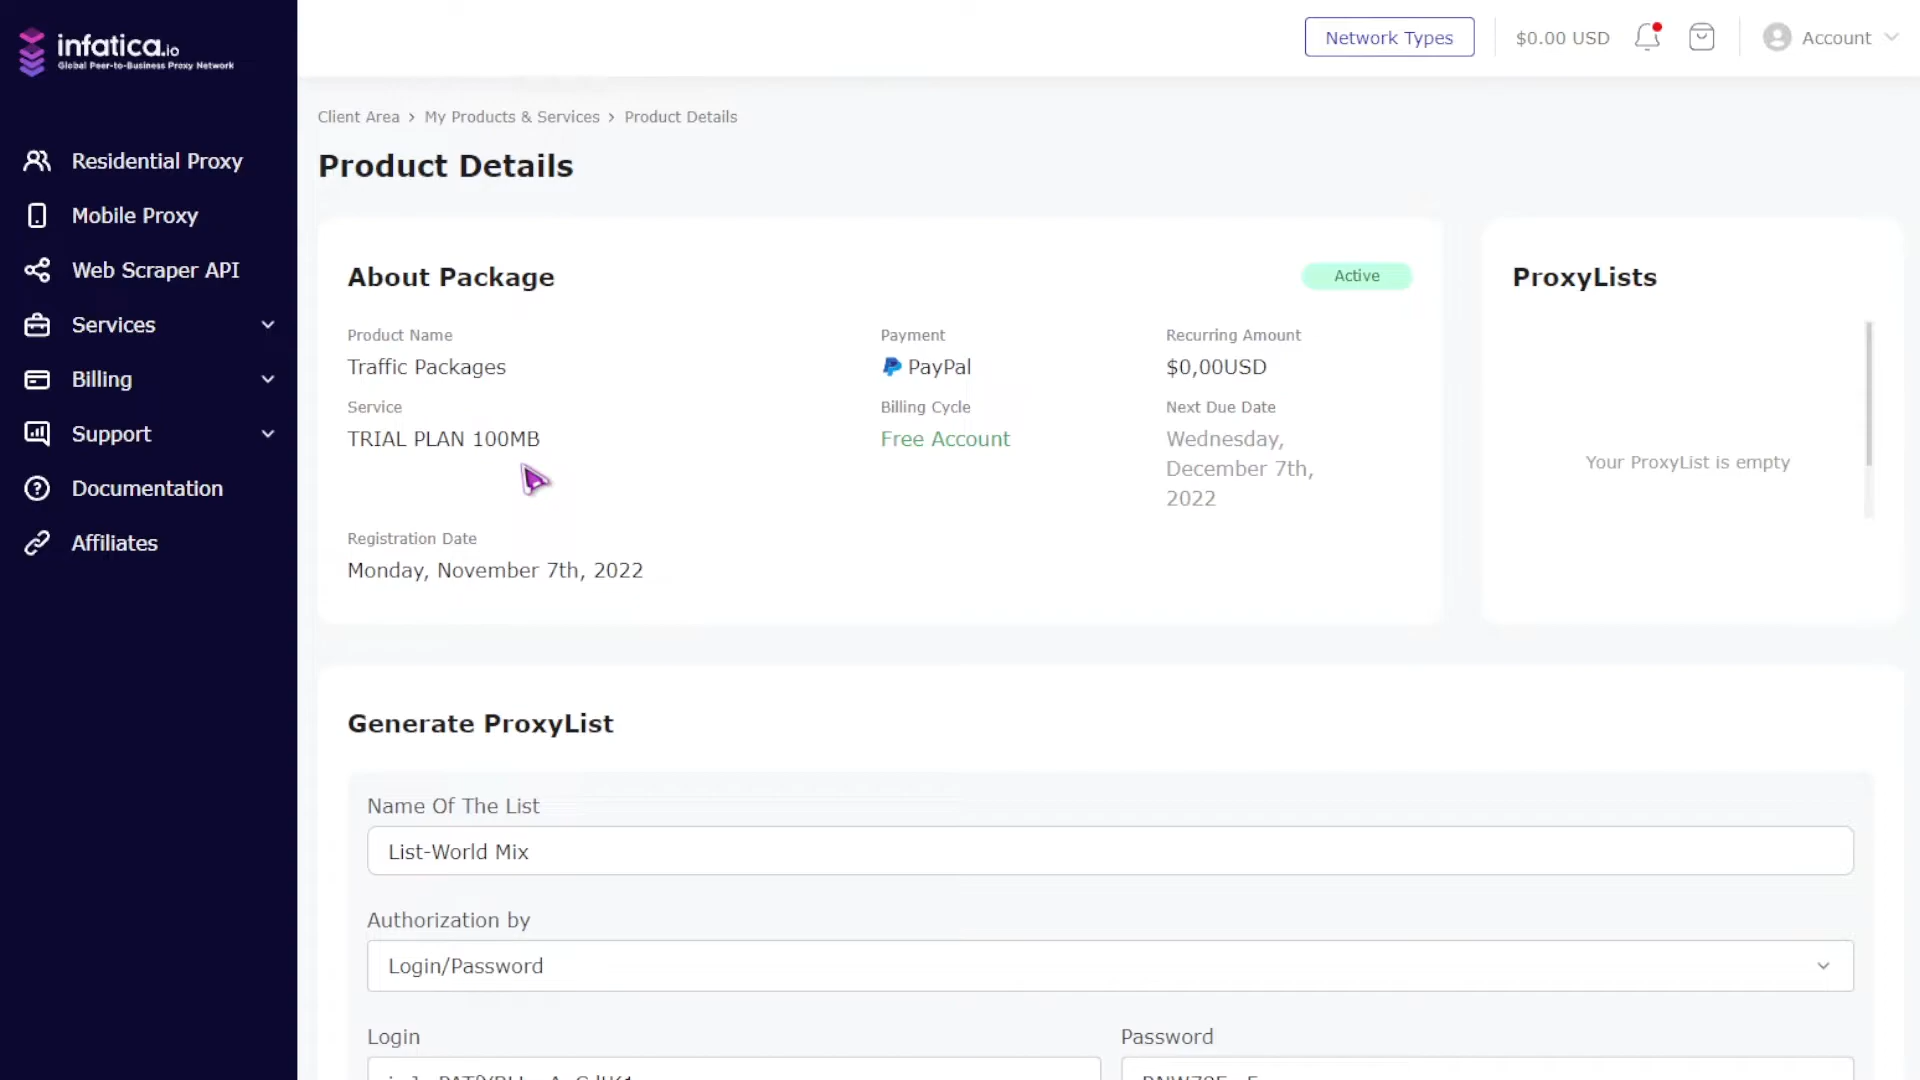 infatica.io
Global Peer-to-Business Proxy Network
Network Types
$0.00 USD
Account
Residential Proxy
Mobile Proxy
Web Scraper API
Services
Billing
Support
Documentation
Affiliates
Client Area › My Products & Services › Product Details
Product Details
About Package
Active
Product Name
Traffic Packages
Payment
PayPal
Recurring Amount
$0,00USD
Service
TRIAL PLAN 100MB
Billing Cycle
Free Account
Next Due Date
Wednesday,
December 7th,
2022
Registration Date
Monday, November 7th, 2022
ProxyLists
Your ProxyList is empty
Generate ProxyList
Name Of The List
List-World Mix
Authorization by
Login/Password
Login
Password